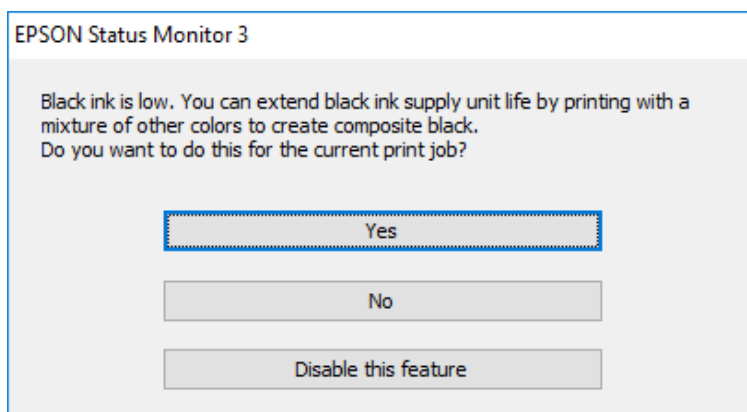 EPSON Status Monitor 3
Black ink is low. You can extend black ink supply unit life by printing with a
mixture of other colors to create composite black.
Do you want to do this for the current print job?
Yes
No
Disable this feature